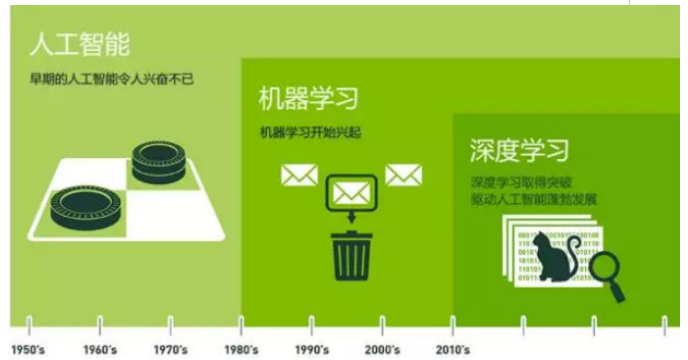 人工智能
早期的人工智能令人兴奋不已
机器学习
机器学习开始兴起
深度学习
深度学习取得突破
驱动人工智能蓬勃发展
1950's
1960's
1970's
1980's
1990's
2000's
2010's